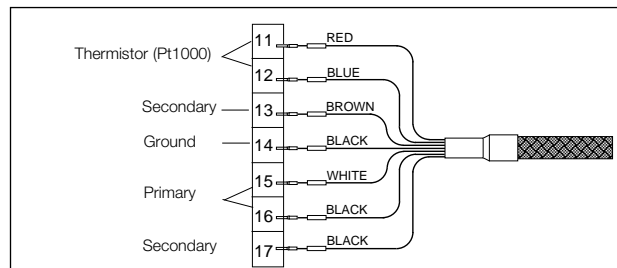 Thermistor (Pt1000)
11 RED
12 BLUE
Secondary 13 BROWN
Ground 14 BLACK
15 WHITE
Primary
16 BLACK
Secondary 17 BLACK